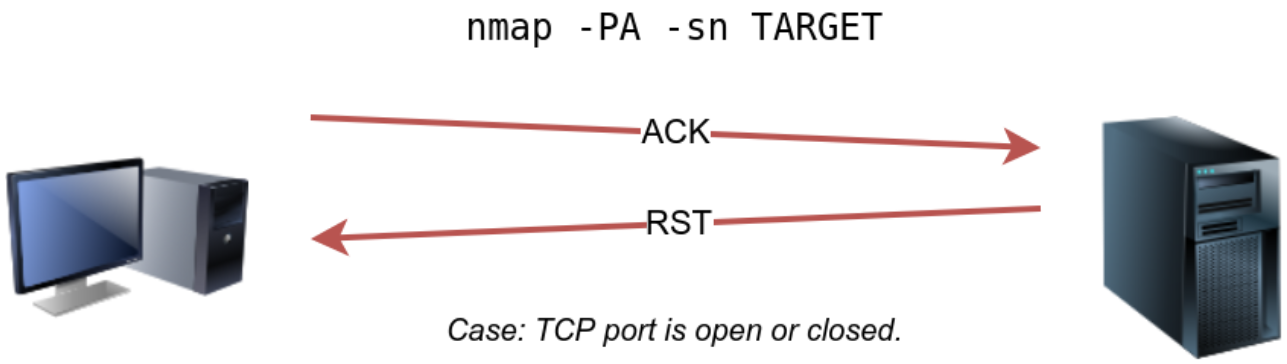 nmap -PA -sn TARGET
ACK
RST
Case: TCP port is open or closed.